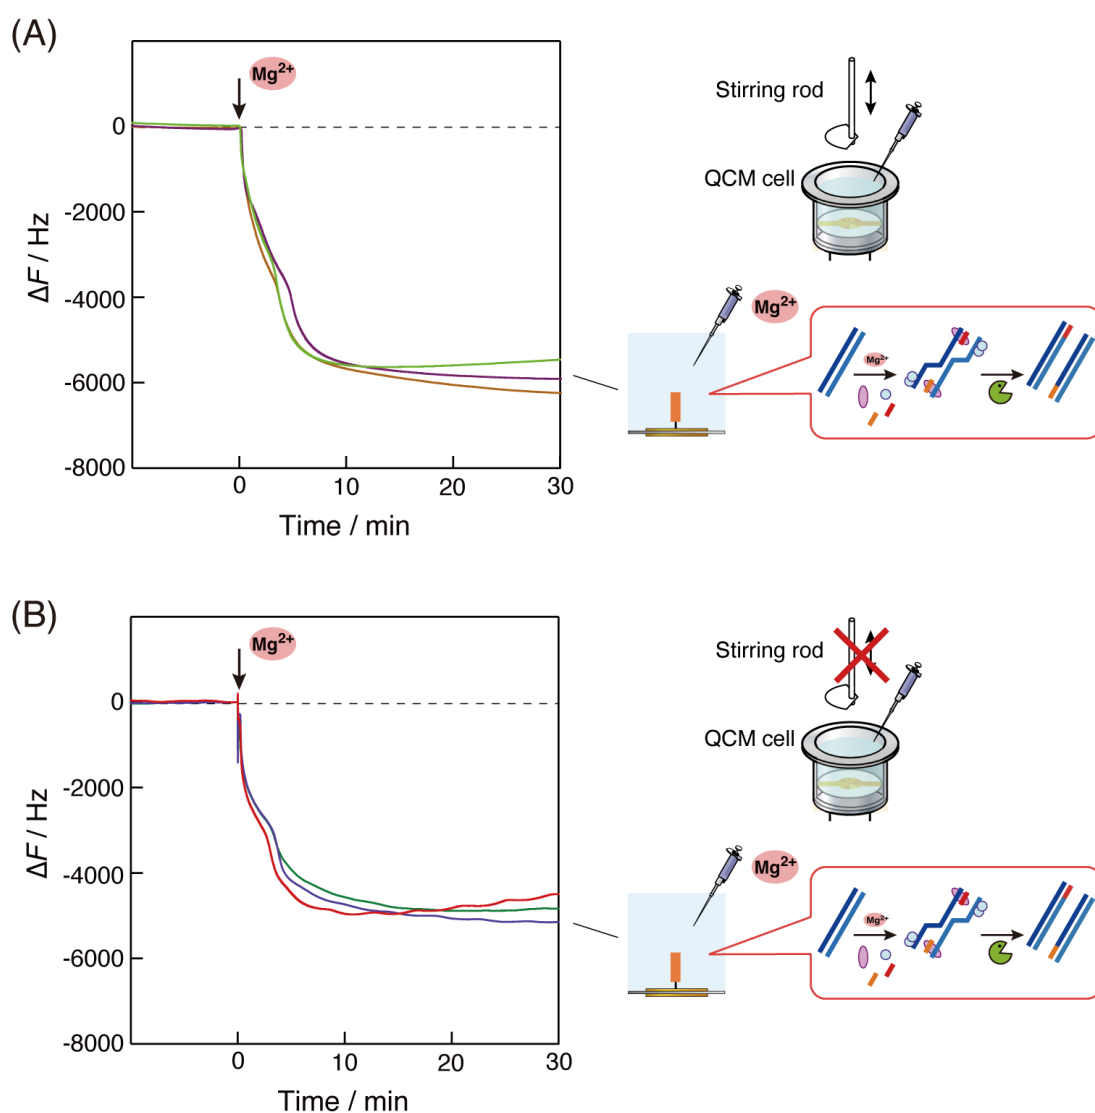 (A)
Mg2+
0
-2000
-4000
-6000
-8000
ΔF / Hz
0
10
20
30
Time / min
Stirring rod
QCM cell
Mg2+
Mg2+
(B)
Mg2+
0
-2000
-4000
-6000
-8000
ΔF / Hz
0
10
20
30
Time / min
Stirring rod
QCM cell
Mg2+
Mg2+